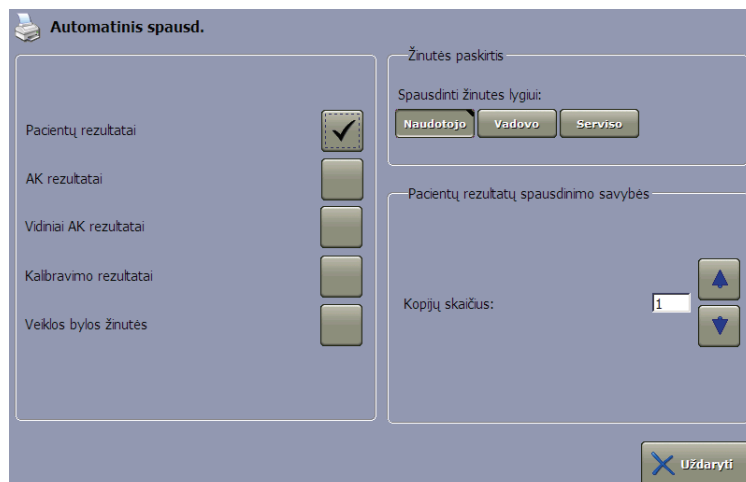 Automatinis spausd.
Pacientų rezultatai
AK rezultatai
Vidiniai AK rezultatai
Kalibravimo rezultatai
Veiklos bylos žinutės
Žinutės paskirtis
Spausdinti žinutes lygiui:
Naudotojo Vadovo Serviso
Pacientų rezultatų spausdinimo savybės
Kopijų skaičius: 1
Uždaryti